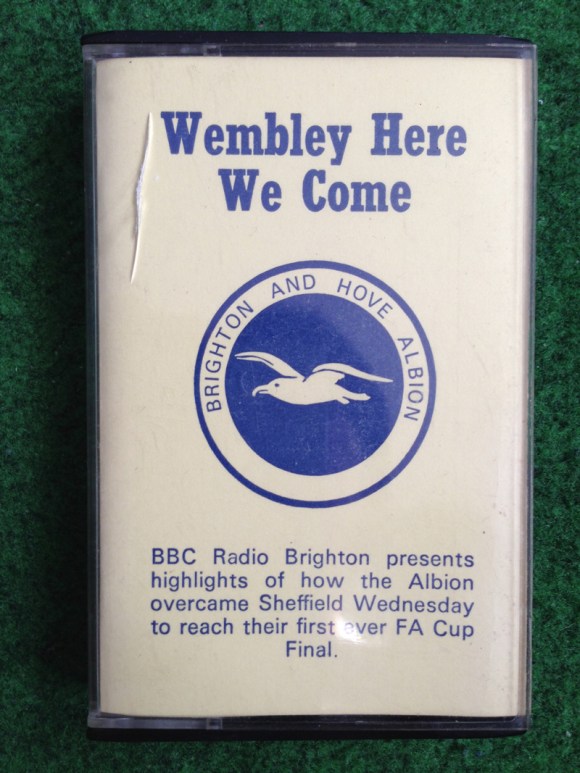 Wembley Here
We Come
BRIGHTON AND HOVE ALBION
BBC Radio Brighton presents
highlights of how the Albion
overcame Sheffield Wednesday
to reach their first ever FA Cup
Final.